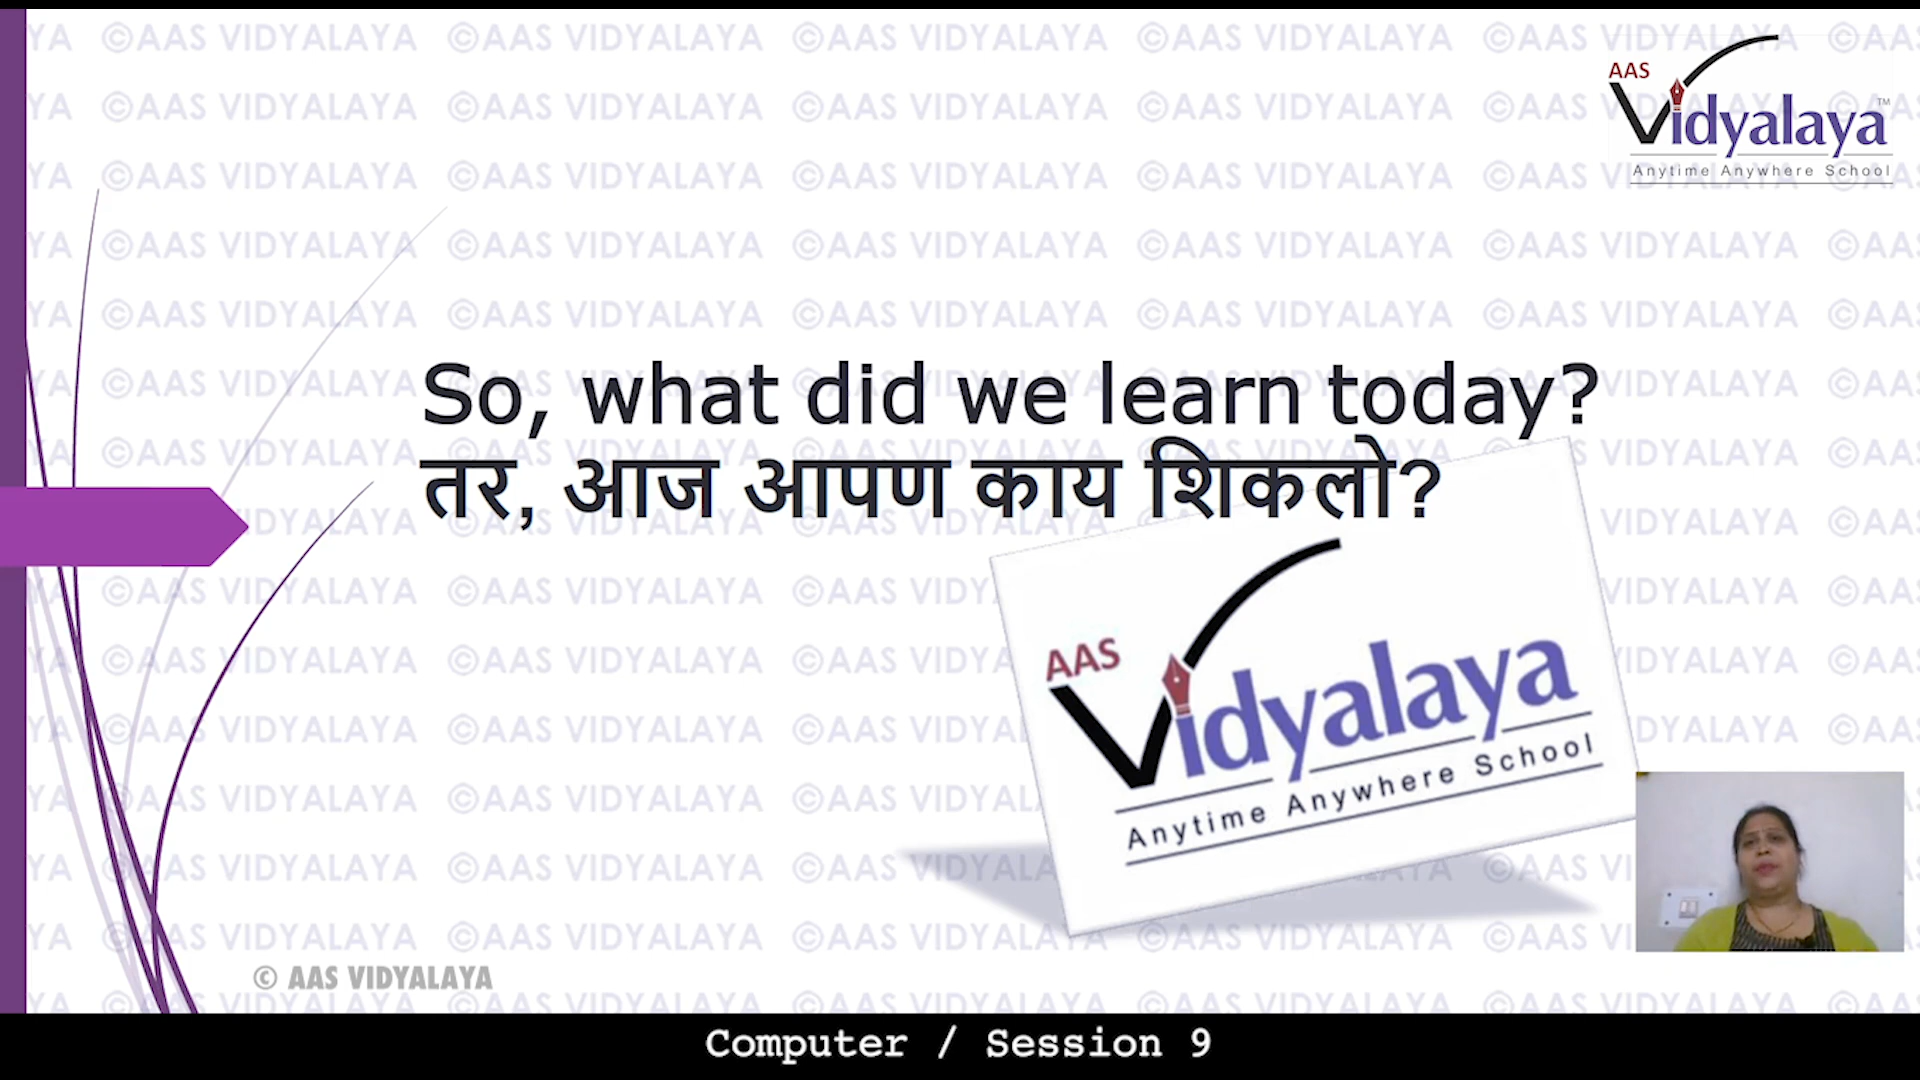 AAS
Vidyalaya™
Anytime Anywhere School
So, what did we learn today?
तर, आज आपण काय शिकलो?
AAS
Vidyalaya
Anytime Anywhere School
© AAS VIDYALAYA
Computer / Session 9